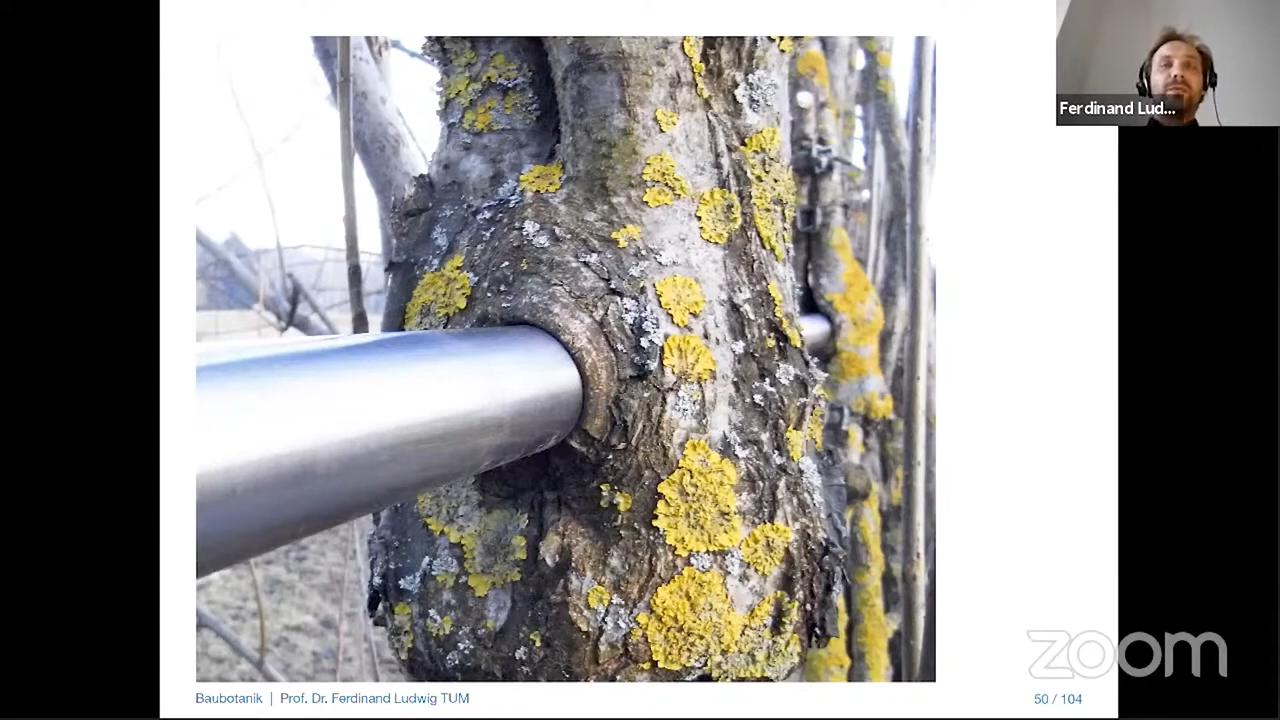 Ferdinand Lud...
Baubotanik | Prof. Dr. Ferdinand Ludwig TUM
50 / 104
zoom